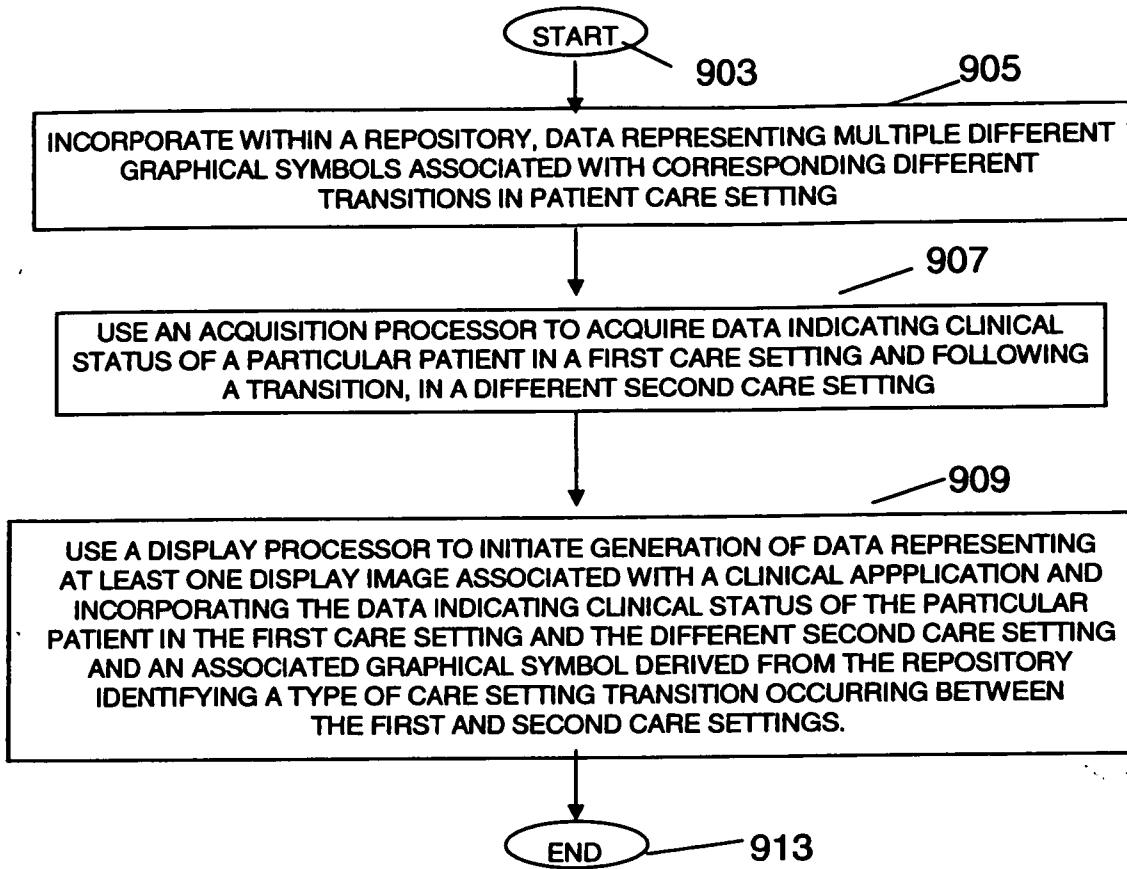 START
903
905
INCORPORATE WITHIN A REPOSITORY, DATA REPRESENTING MULTIPLE DIFFERENT
GRAPHICAL SYMBOLS ASSOCIATED WITH CORRESPONDING DIFFERENT
TRANSITIONS IN PATIENT CARE SETTING
907
USE AN ACQUISITION PROCESSOR TO ACQUIRE DATA INDICATING CLINICAL
STATUS OF A PARTICULAR PATIENT IN A FIRST CARE SETTING AND FOLLOWING
A TRANSITION, IN A DIFFERENT SECOND CARE SETTING
909
USE A DISPLAY PROCESSOR TO INITIATE GENERATION OF DATA REPRESENTING
AT LEAST ONE DISPLAY IMAGE ASSOCIATED WITH A CLINICAL APPPLICATION AND
INCORPORATING THE DATA INDICATING CLINICAL STATUS OF THE PARTICULAR
PATIENT IN THE FIRST CARE SETTING AND THE DIFFERENT SECOND CARE SETTING
AND AN ASSOCIATED GRAPHICAL SYMBOL DERIVED FROM THE REPOSITORY
IDENTIFYING A TYPE OF CARE SETTING TRANSITION OCCURRING BETWEEN
THE FIRST AND SECOND CARE SETTINGS.
END
913